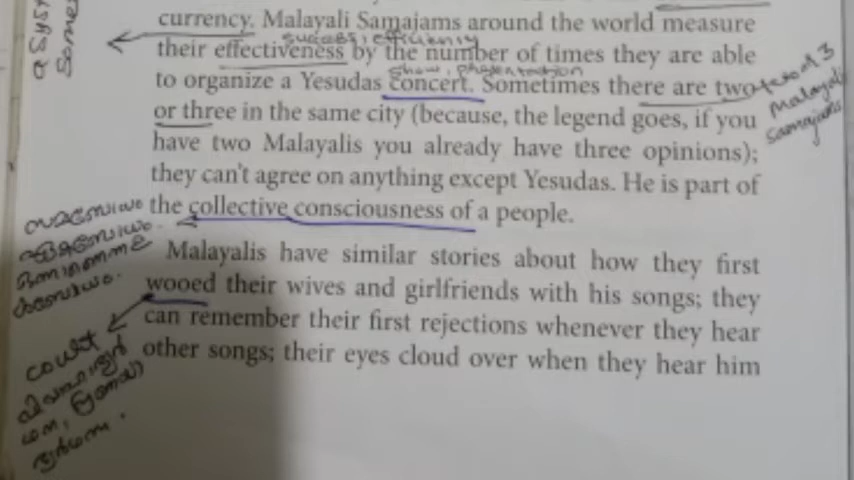 currency. Malayali Samajams around the world measure
success, efficiency
their effectiveness by the number of times they are able
show, presentation
to organize a Yesudas concert. Sometimes there are two
or three in the same city (because, the legend goes, if you
Malayali
Samajams
have two Malayalis you already have three opinions);
they can't agree on anything except Yesudas. He is part of
the collective consciousness of a people.
Malayalis have similar stories about how they first
wooed their wives and girlfriends with his songs; they
can remember their first rejections whenever they hear
other songs; their eyes cloud over when they hear him
court